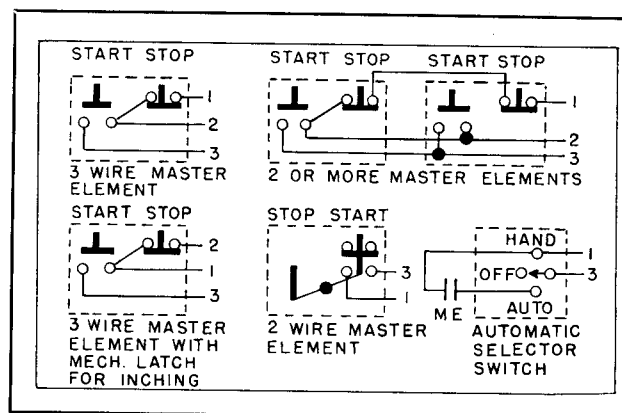 START STOP
1
2
3
3 WIRE MASTER
ELEMENT
START STOP
START STOP
1
2
3
2 OR MORE MASTER ELEMENTS
START STOP
2
1
3
3 WIRE MASTER
ELEMENT WITH
MECH. LATCH
FOR INCHING
STOP START
3
1
2 WIRE MASTER
ELEMENT
HAND
1
OFF
3
ME
AUTO
AUTOMATIC
SELECTOR
SWITCH